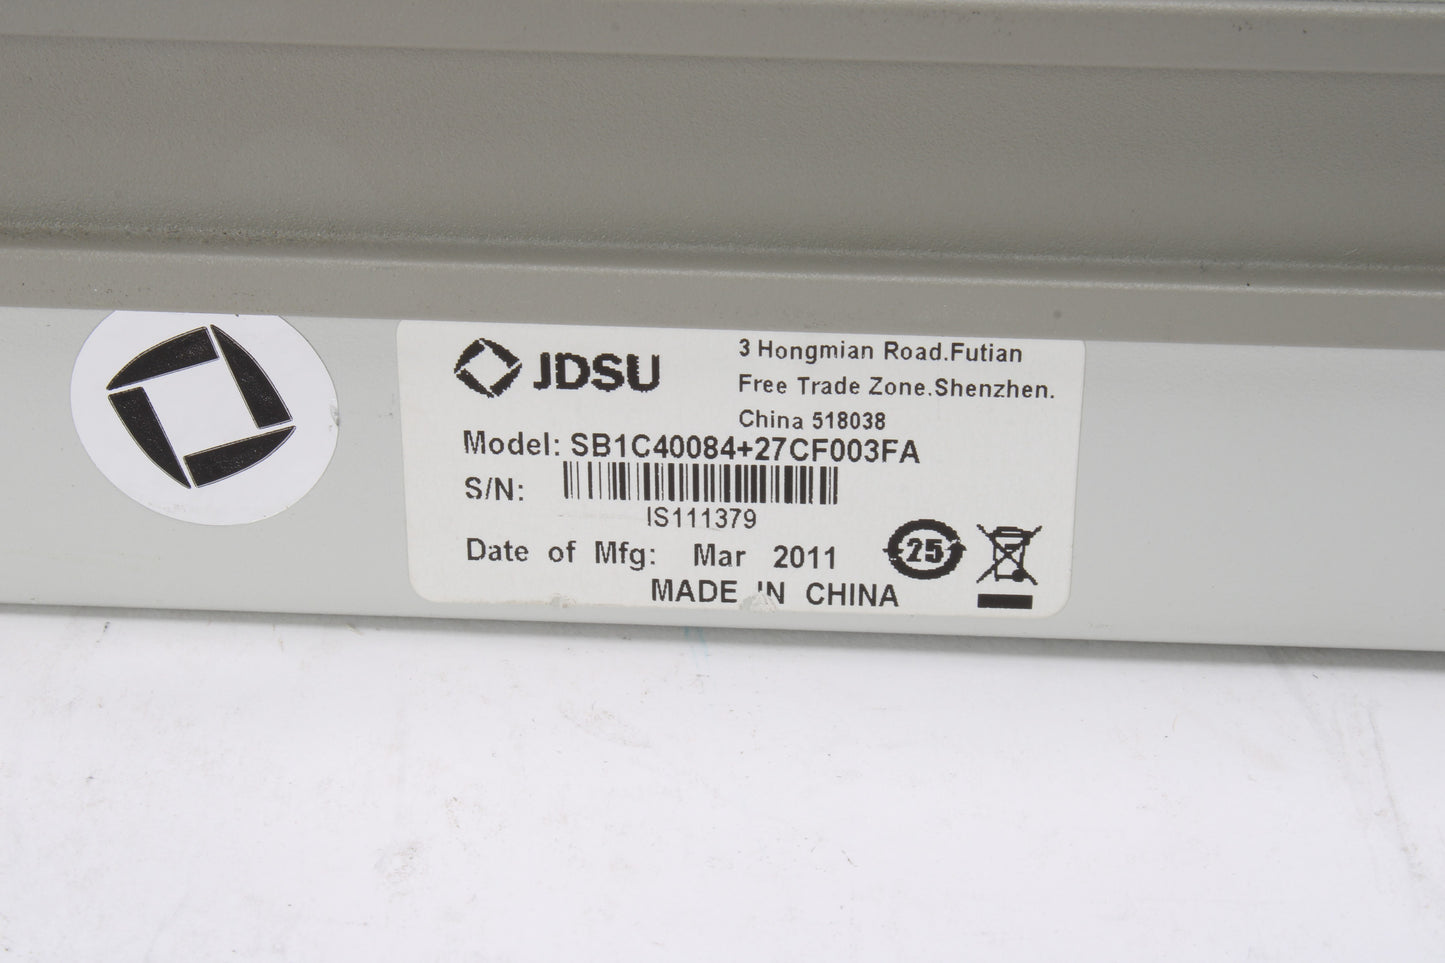 JDSU
3 Hongmian Road.Futian
Free Trade Zone.Shenzhen.
China 518038
Model: SB1C40084+27CF003FA
S/N:
IS111379
Date of Mfg: Mar 2011
25
MADE IN CHINA